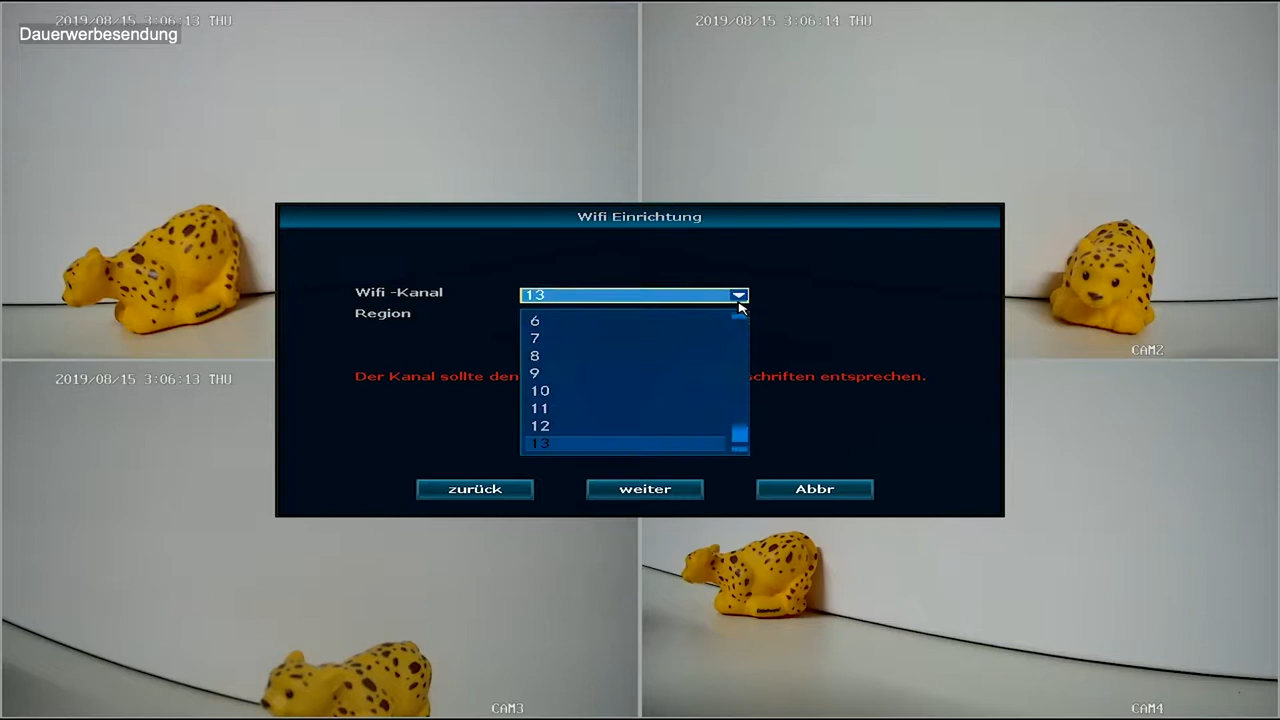 2019/08/15 3:06:13 THU
Dauerwerbesendung
2019/08/15 3:06:14 THU
Wifi Einrichtung
Wifi -Kanal
13
Region
6
7
8
9
10
11
12
13
Der Kanal sollte den
schriften entsprechen.
zurück
weiter
Abbr
CAM2
2019/08/15 3:06:13 THU
CAM3
CAM4